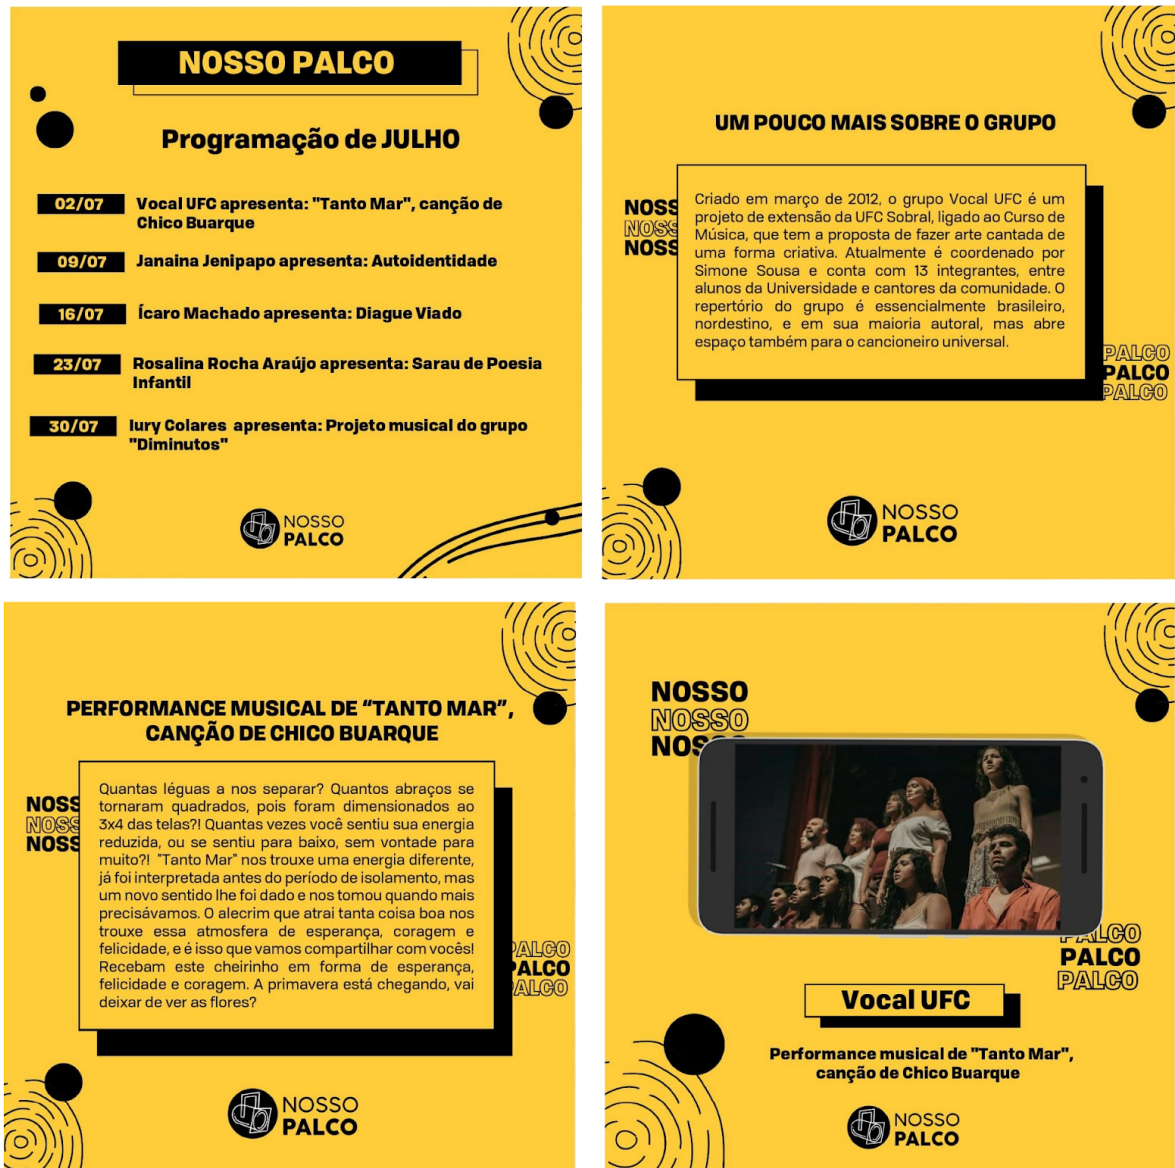 NOSSO PALCO
Programação de JULHO
02/07 Vocal UFC apresenta: "Tanto Mar", canção de
Chico Buarque
09/07 Janaina Jenipapo apresenta: Autoidentidade
16/07 Ícaro Machado apresenta: Diague Viado
23/07 Rosalina Rocha Araújo apresenta: Sarau de Poesia
Infantil
30/07 Iury Colares apresenta: Projeto musical do grupo
"Diminutos"
NOSSO
PALCO
UM POUCO MAIS SOBRE O GRUPO
NOSS
NOSS
NOSS
Criado em março de 2012, o grupo Vocal UFC é um
projeto de extensão da UFC Sobral, ligado ao Curso de
Música, que tem a proposta de fazer arte cantada de
uma forma criativa. Atualmente é coordenado por
Simone Sousa e conta com 13 integrantes, entre
alunos da Universidade e cantores da comunidade. O
repertório do grupo é essencialmente brasileiro,
nordestino, e em sua maioria autoral, mas abre
espaço também para o cancioneiro universal.
PALCO
PALCO
PALCO
NOSSO
PALCO
PERFORMANCE MUSICAL DE “TANTO MAR”,
CANÇÃO DE CHICO BUARQUE
NOSS
NOSS
NOSS
Quantas léguas a nos separar? Quantos abraços se
tornaram quadrados, pois foram dimensionados ao
3x4 das telas?! Quantas vezes você sentiu sua energia
reduzida, ou se sentiu para baixo, sem vontade para
muito?! "Tanto Mar" nos trouxe uma energia diferente,
já foi interpretada antes do período de isolamento, mas
um novo sentido lhe foi dado e nos tomou quando mais
precisávamos. O alecrim que atrai tanta coisa boa nos
trouxe essa atmosfera de esperança, coragem e
felicidade, e é isso que vamos compartilhar com vocês!
Recebam este cheirinho em forma de esperança,
felicidade e coragem. A primavera está chegando, vai
deixar de ver as flores?
PALCO
PALCO
PALCO
NOSSO
PALCO
NOSSO
NOSSO
NOSSO
PALCO
PALCO
PALCO
Vocal UFC
Performance musical de "Tanto Mar",
canção de Chico Buarque
NOSSO
PALCO